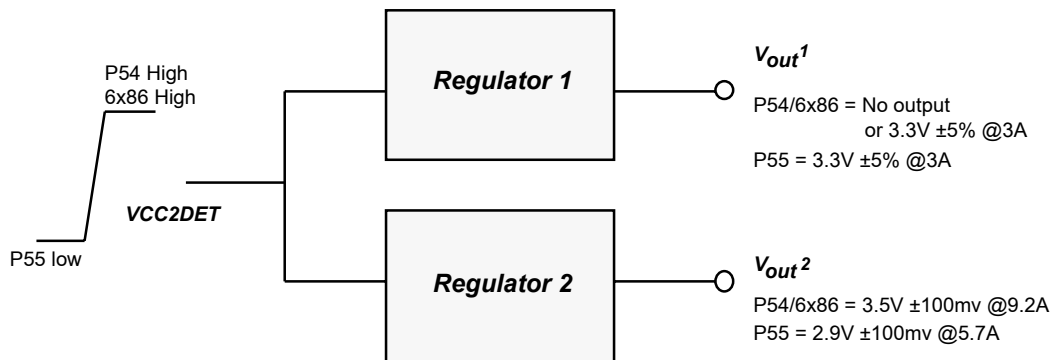 P54 High
6x86 High
P55 low
VCC2DET
Regulator 1
Regulator 2
Vout1
P54/6x86 = No output
or 3.3V ±5% @3A
P55 = 3.3V ±5% @3A
Vout2
P54/6x86 = 3.5V ±100mv @9.2A
P55 = 2.9V ±100mv @5.7A